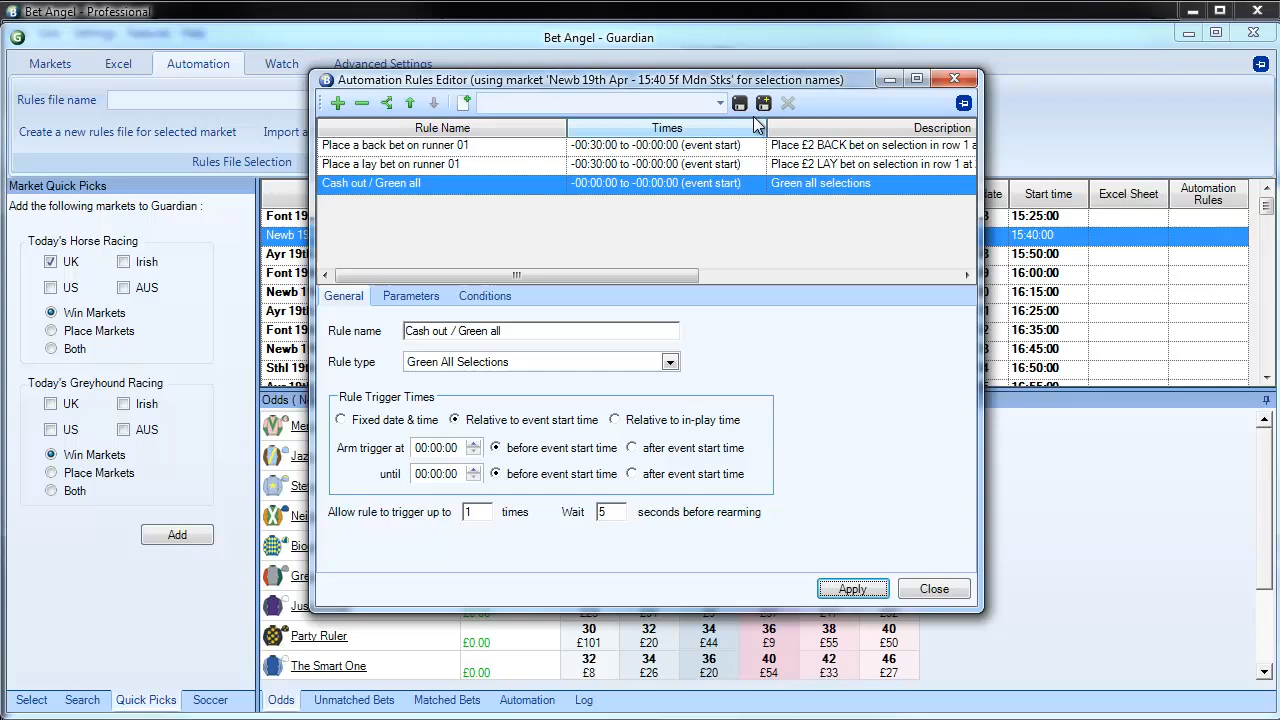 Bet Angel - Professional
Bet Angel - Guardian
Markets Excel Automation Watch Advanced Settings
Rules file name
Create a new rules file for selected market Import a
Rules File Selection
Market Quick Picks
Add the following markets to Guardian :
Today's Horse Racing
UK Irish
US AUS
Win Markets
Place Markets
Both
Today's Greyhound Racing
UK Irish
US AUS
Win Markets
Place Markets
Both
Add
Select Search Quick Picks Soccer
Automation Rules Editor (using market 'Newb 19th Apr - 15:40 5f Mdn Stks' for selection names)
Rule Name Times Description
Place a back bet on runner 01 -00:30:00 to -00:00:00 (event start) Place £2 BACK bet on selection in row 1 a
Place a lay bet on runner 01 -00:30:00 to -00:00:00 (event start) Place £2 LAY bet on selection in row 1 at
Cash out / Green all -00:00:00 to -00:00:00 (event start) Green all selections
General Parameters Conditions
Rule name Cash out / Green all
Rule type Green All Selections
Rule Trigger Times
Fixed date & time Relative to event start time Relative to in-play time
Arm trigger at 00:00:00 before event start time after event start time
until 00:00:00 before event start time after event start time
Allow rule to trigger up to 1 times Wait 5 seconds before rearming
Apply Close
date Start time Excel Sheet Automation Rules
Font 19 15:25:00
Newb 19 15:40:00
Ayr 19th 15:50:00
Font 19 16:00:00
Newb 1 16:15:00
Ayr 19th 16:25:00
Font 19 16:35:00
Newb 1 16:45:00
Sthl 19t 16:50:00
Odds ( N
Me
Jaz
Ste
Nei
Bio
Gre
Jus
Party Ruler £0.00 30 32 34 36 38 40
£101 £20 £44 £9 £55 £50
The Smart One £0.00 32 34 36 40 42 46
£8 £26 £20 £54 £33 £27
Odds Unmatched Bets Matched Bets Automation Log